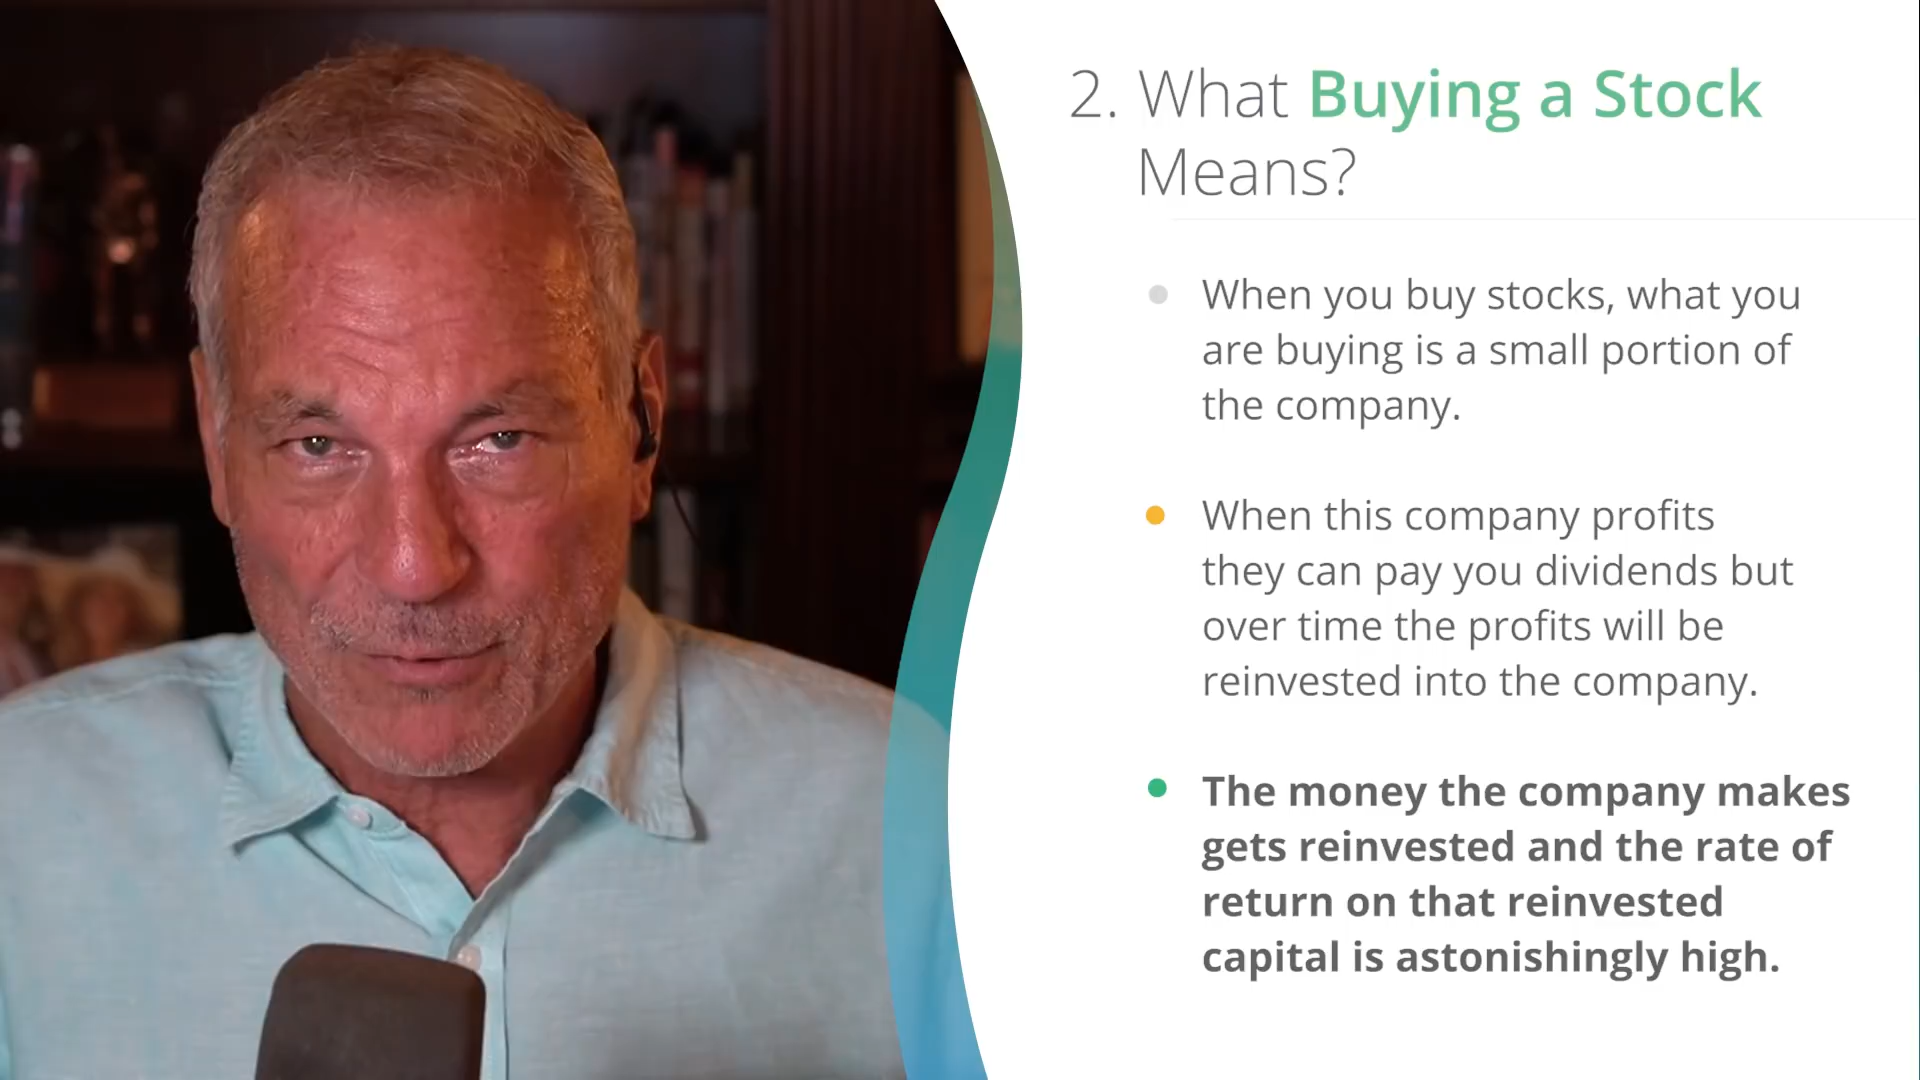 2. What Buying a Stock
Means?
When you buy stocks, what you
are buying is a small portion of
the company.
When this company profits
they can pay you dividends but
over time the profits will be
reinvested into the company.
The money the company makes
gets reinvested and the rate of
return on that reinvested
capital is astonishingly high.